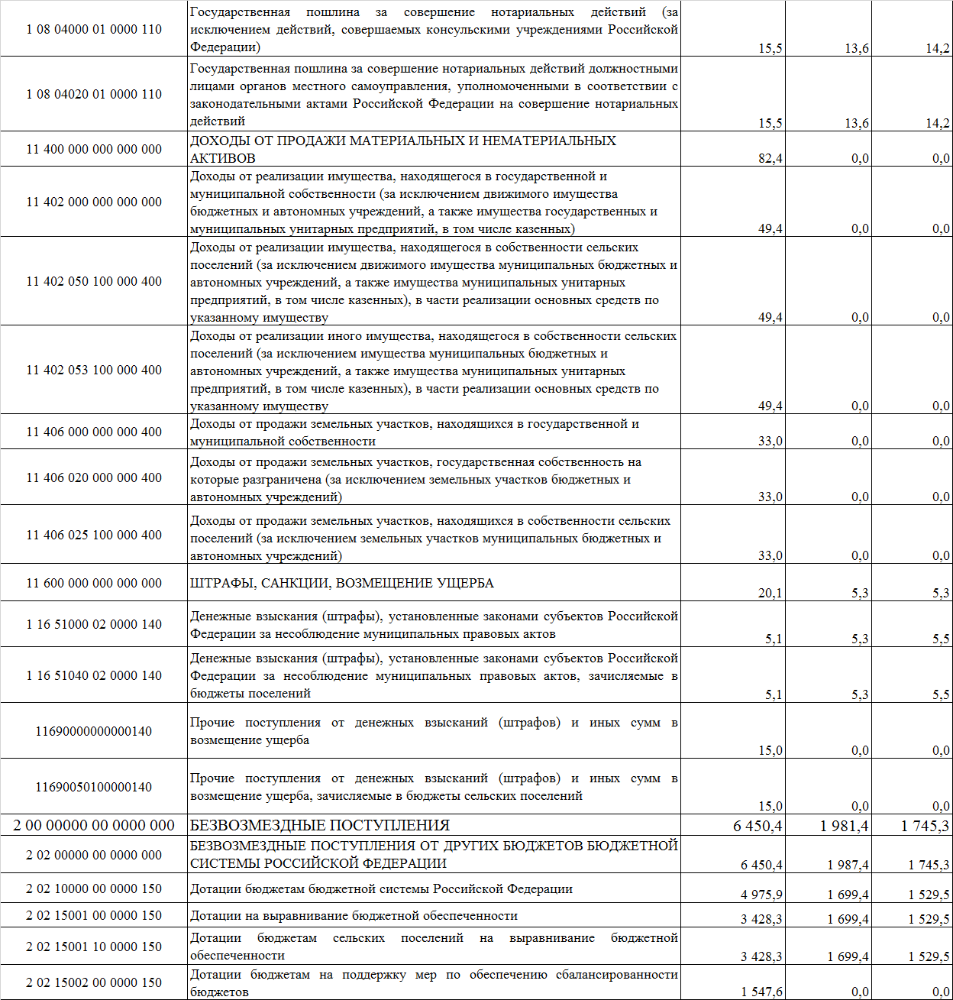 Государственная пошлина за совершение нотариальных действий (за
1 08 04000 01 0000 110
исключением действий, совершаемых консульскими учреждениями Российской
Федерации)
15,5
13,6
14,2
Государственная пошлина за совершение нотариальных действий должностными
лицами органов местного самоуправления, уполномоченными в соответствии с
1 08 04020 01 0000 110
законодательными актами Российской Федерации на совершение нотариальных
действий
15,5
13,6
14,2
11 400 000 000 000 000
ДОХОДЫ ОТ ПРОДАЖИ МАТЕРИАЛЬНЫХ И НЕМАТЕРИАЛЬНЫХ
АКТИВОВ
82,4
0,0
0,0
Доходы от реализации имущества, находящегося в государственной и
муниципальной собственности (за исключением движимого имущества
11 402 000 000 000 000
бюджетных и автономных учреждений, а также имущества государственных и
муниципальных унитарных предприятий, в том числе казенных)
49,4
0,0
0,0
Доходы от реализации имущества, находящегося в собственности сельских
поселений (за исключением движимого имущества муниципальных бюджетных и
11 402 050 100 000 400
автономных учреждений, а также имущества муниципальных унитарных
предприятий, в том числе казенных), в части реализации основных средств по
указанному имуществу
49,4
0,0
0,0
Доходы от реализации иного имущества, находящегося в собственности сельских
поселений (за исключением имущества муниципальных бюджетных и
11 402 053 100 000 400
автономных учреждений, а также имущества муниципальных унитарных
предприятий, в том числе казенных), в части реализации основных средств по
указанному имуществу
49,4
0,0
0,0
11 406 000 000 000 400
Доходы от продажи земельных участков, находящихся в государственной и
муниципальной собственности
33,0
0,0
0,0
Доходы от продажи земельных участков, государственная собственность на
11 406 020 000 000 400
которые разграничена (за исключением земельных участков бюджетных и
автономных учреждений)
33,0
0,0
0,0
Доходы от продажи земельных участков, находящихся в собственности сельских
11 406 025 100 000 400
поселений (за исключением земельных участков муниципальных бюджетных и
автономных учреждений)
33,0
0,0
0,0
11 600 000 000 000 000
ШТРАФЫ, САНКЦИИ, ВОЗМЕЩЕНИЕ УЩЕРБА
20,1
5,3
5,3
1 16 51000 02 0000 140
Денежные взыскания (штрафы), установленные законами субъектов Российской
Федерации за несоблюдение муниципальных правовых актов
5,1
5,3
5,5
Денежные взыскания (штрафы), установленные законами субъектов Российской
1 16 51040 02 0000 140
Федерации за несоблюдение муниципальных правовых актов, зачисляемые в
бюджеты поселений
5,1
5,3
5,5
11690000000000140
Прочие поступления от денежных взысканий (штрафов) и иных сумм в
возмещение ущерба
15,0
0,0
0,0
11690050100000140
Прочие поступления от денежных взысканий (штрафов) и иных сумм в
возмещение ущерба, зачисляемые в бюджеты сельских поселений
15,0
0,0
0,0
2 00 00000 00 0000 000
БЕЗВОЗМЕЗДНЫЕ ПОСТУПЛЕНИЯ
6 450,4
1 981,4
1 745,3
2 02 00000 00 0000 000
БЕЗВОЗМЕЗДНЫЕ ПОСТУПЛЕНИЯ ОТ ДРУГИХ БЮДЖЕТОВ БЮДЖЕТНОЙ
СИСТЕМЫ РОССИЙСКОЙ ФЕДЕРАЦИИ
6 450,4
1 987,4
1 745,3
2 02 10000 00 0000 150
Дотации бюджетам бюджетной системы Российской Федерации
4 975,9
1 699,4
1 529,5
2 02 15001 00 0000 150
Дотации на выравнивание бюджетной обеспеченности
3 428,3
1 699,4
1 529,5
2 02 15001 10 0000 150
Дотации бюджетам сельских поселений на выравнивание бюджетной
обеспеченности
3 428,3
1 699,4
1 529,5
2 02 15002 00 0000 150
Дотации бюджетам на поддержку мер по обеспечению сбалансированности
бюджетов
1 547,6
0,0
0,0